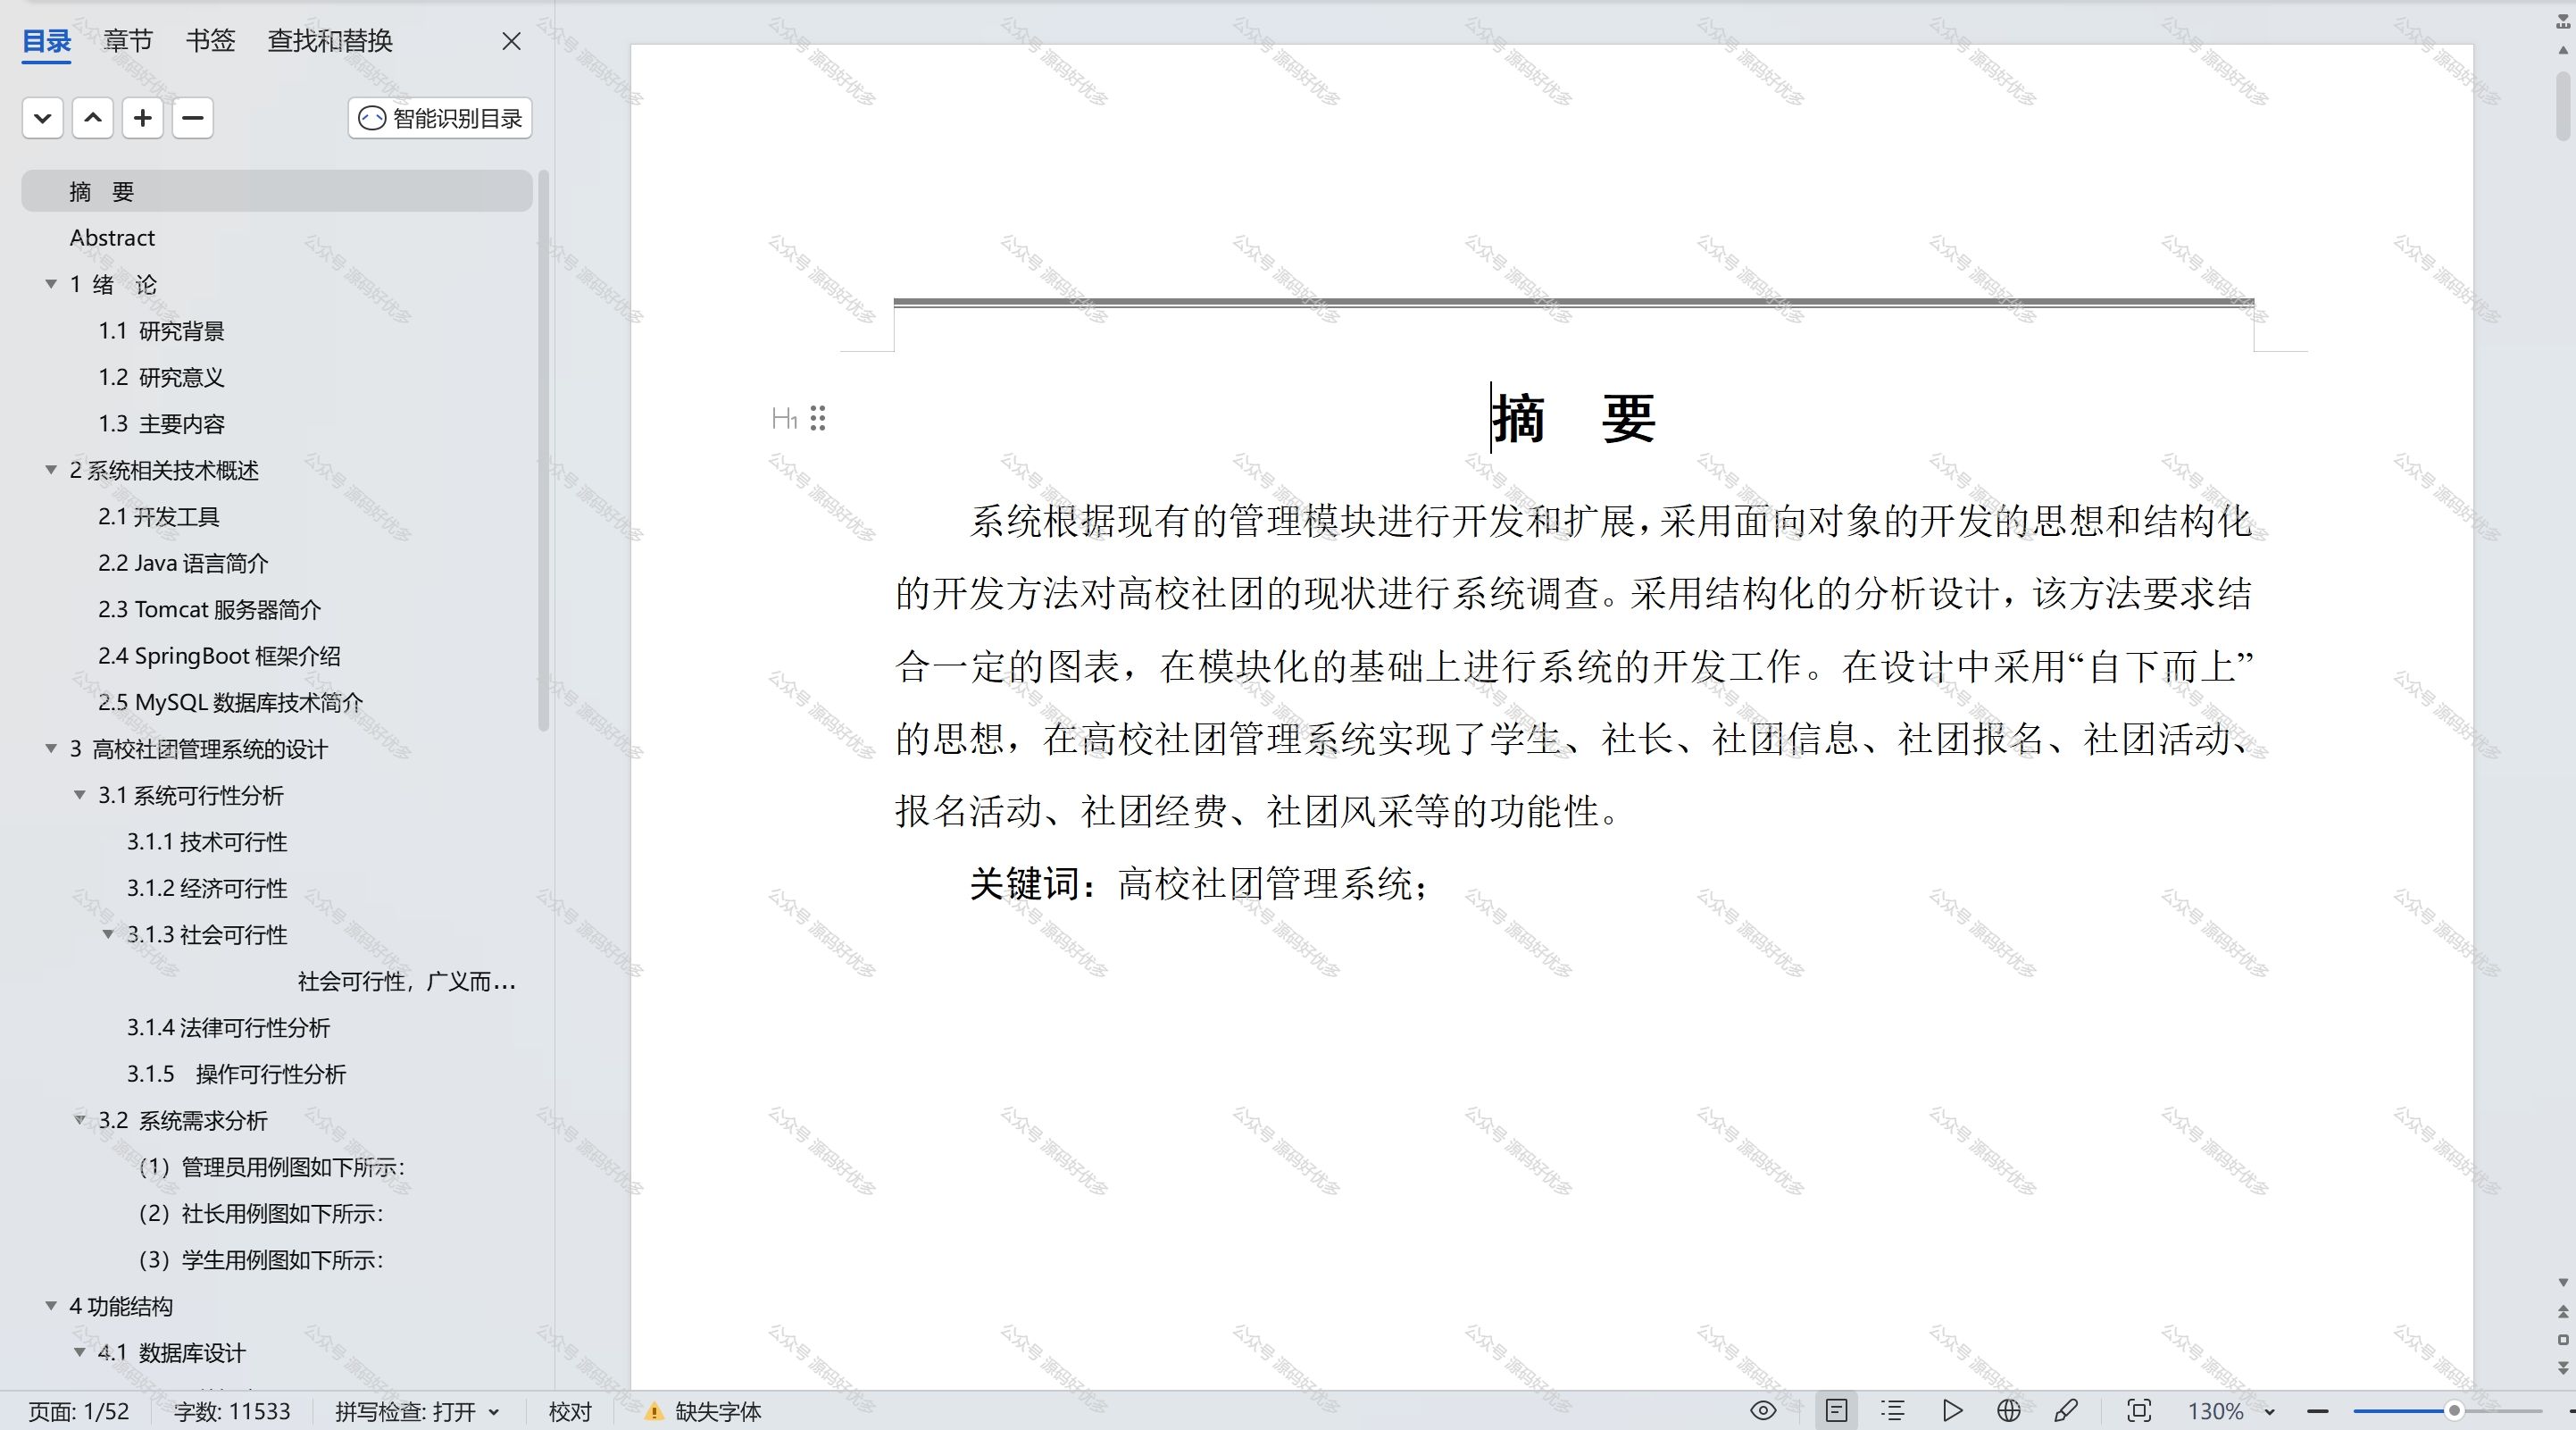 目录 章节 书签 查找和替换
智能识别目录
摘 要
Abstract
1 绪 论
1.1 研究背景
1.2 研究意义
1.3 主要内容
2 系统相关技术概述
2.1 开发工具
2.2 Java 语言简介
2.3 Tomcat 服务器简介
2.4 SpringBoot 框架介绍
2.5 MySQL 数据库技术简介
3 高校社团管理系统的设计
3.1 系统可行性分析
3.1.1 技术可行性
3.1.2 经济可行性
3.1.3 社会可行性
社会可行性，广义而...
3.1.4 法律可行性分析
3.1.5 操作可行性分析
3.2 系统需求分析
（1）管理员用例图如下所示：
（2）社长用例图如下所示：
（3）学生用例图如下所示：
4 功能结构
4.1 数据库设计
H1
摘 要
系统根据现有的管理模块进行开发和扩展，采用面向对象的开发的思想和结构化
的开发方法对高校社团的现状进行系统调查。采用结构化的分析设计，该方法要求结
合一定的图表，在模块化的基础上进行系统的开发工作。在设计中采用“自下而上”
的思想，在高校社团管理系统实现了学生、社长、社团信息、社团报名、社团活动、
报名活动、社团经费、社团风采等的功能性。
关键词：高校社团管理系统；
页面: 1/52 字数: 11533 拼写检查: 打开 校对 缺失字体 130%
公众号 源码好优多